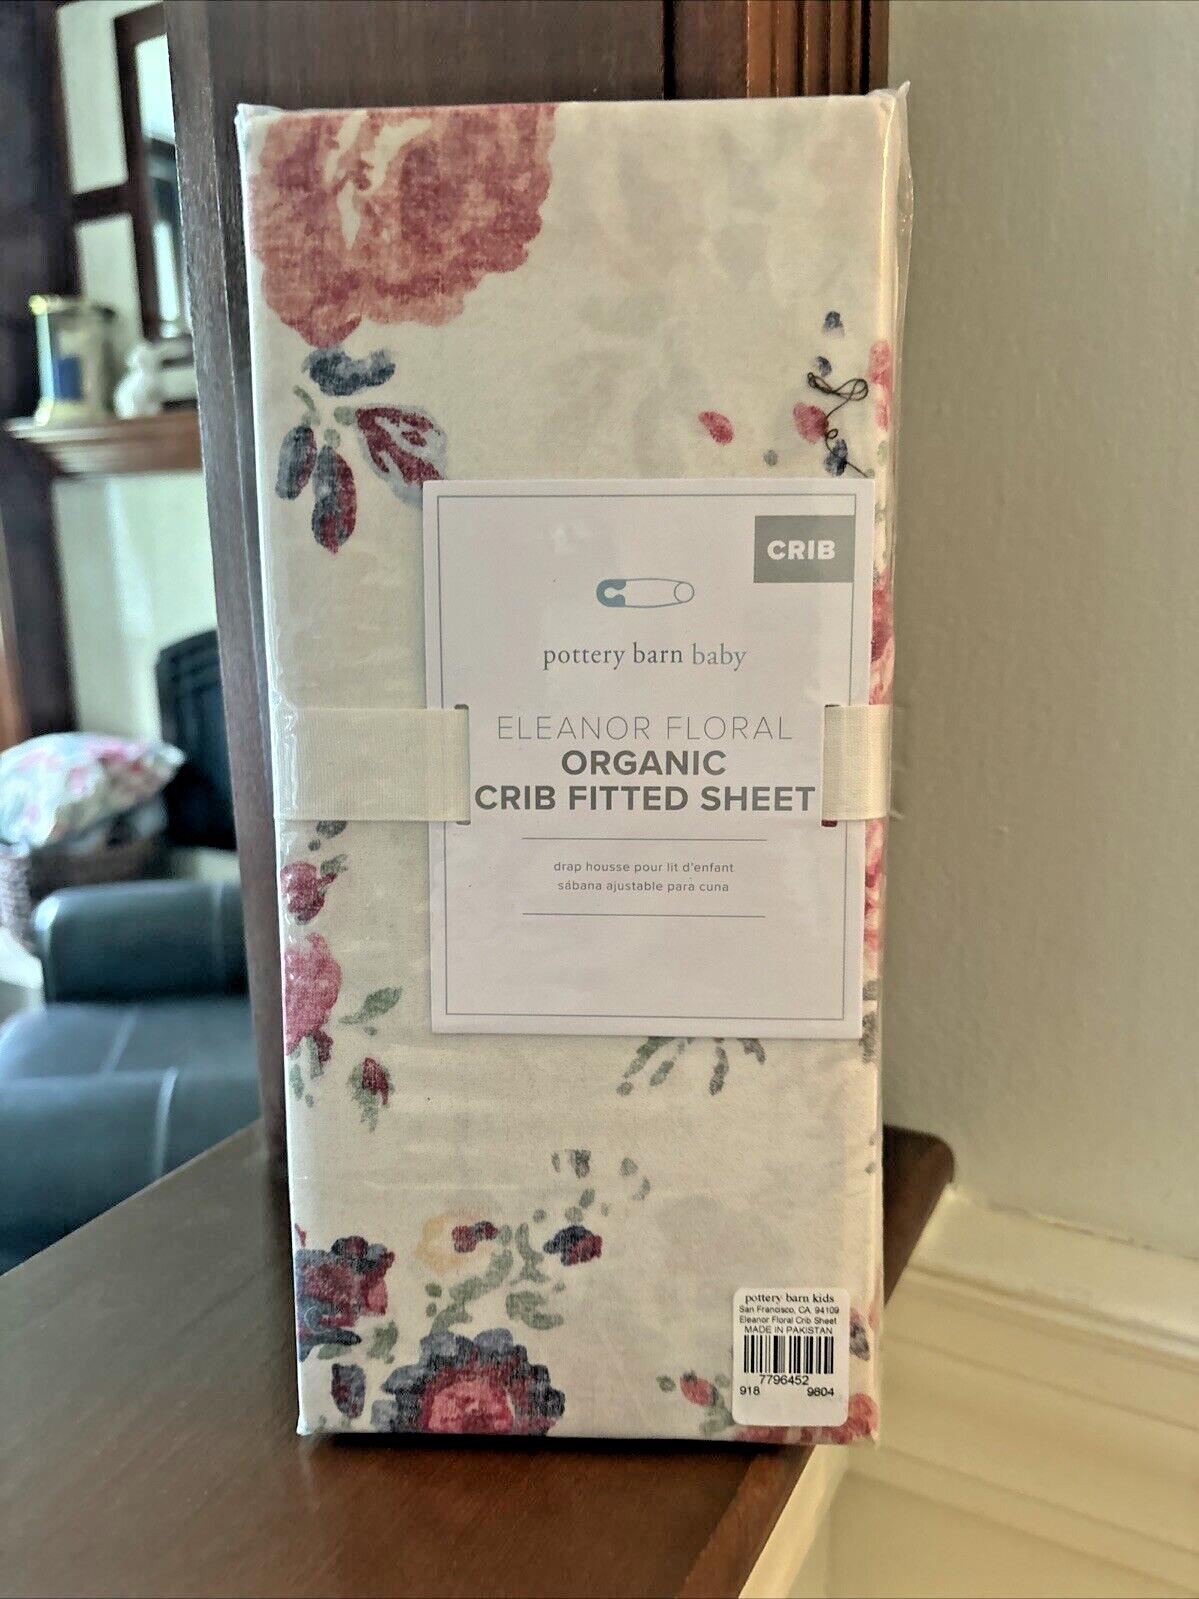 CRIB
pottery barn baby
ELEANOR FLORAL
ORGANIC
CRIB FITTED SHEET
drap housse pour lit d'enfant
sábana ajustable para cuna
pottery barn kids
San Francisco, CA 94109
Eleanor Floral Crib Sheet
MADE IN PAKISTAN
7796452
918 9804